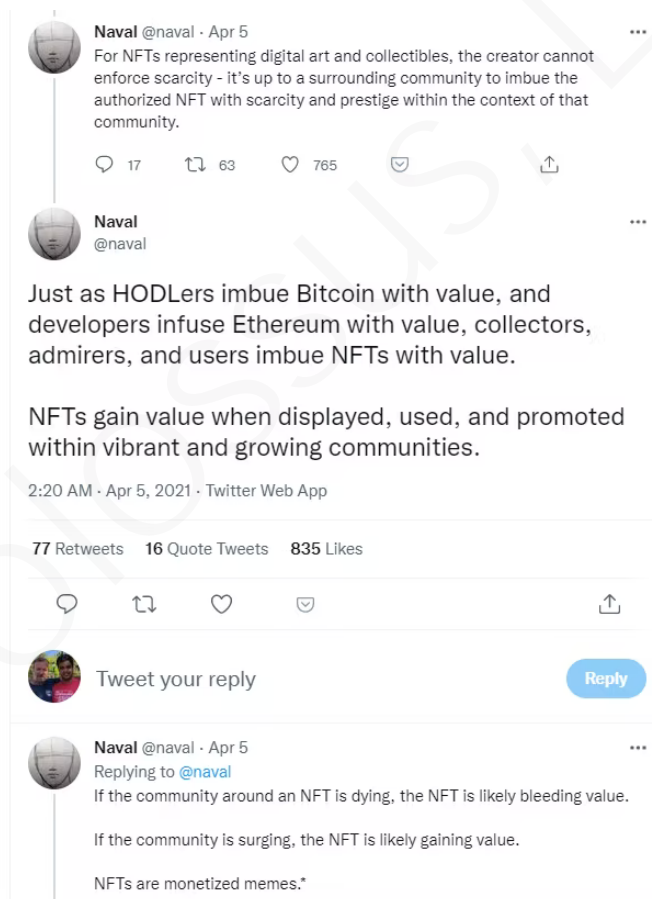 Naval @naval · Apr 5
For NFTs representing digital art and collectibles, the creator cannot
enforce scarcity - it's up to a surrounding community to imbue the
authorized NFT with scarcity and prestige within the context of that
community.
17 63 765
Naval
@naval
Just as HODLers imbue Bitcoin with value, and
developers infuse Ethereum with value, collectors,
admirers, and users imbue NFTs with value.
NFTs gain value when displayed, used, and promoted
within vibrant and growing communities.
2:20 AM · Apr 5, 2021 · Twitter Web App
77 Retweets 16 Quote Tweets 835 Likes
Tweet your reply
Reply
Naval @naval · Apr 5
Replying to @naval
If the community around an NFT is dying, the NFT is likely bleeding value.
If the community is surging, the NFT is likely gaining value.
NFTs are monetized memes.*